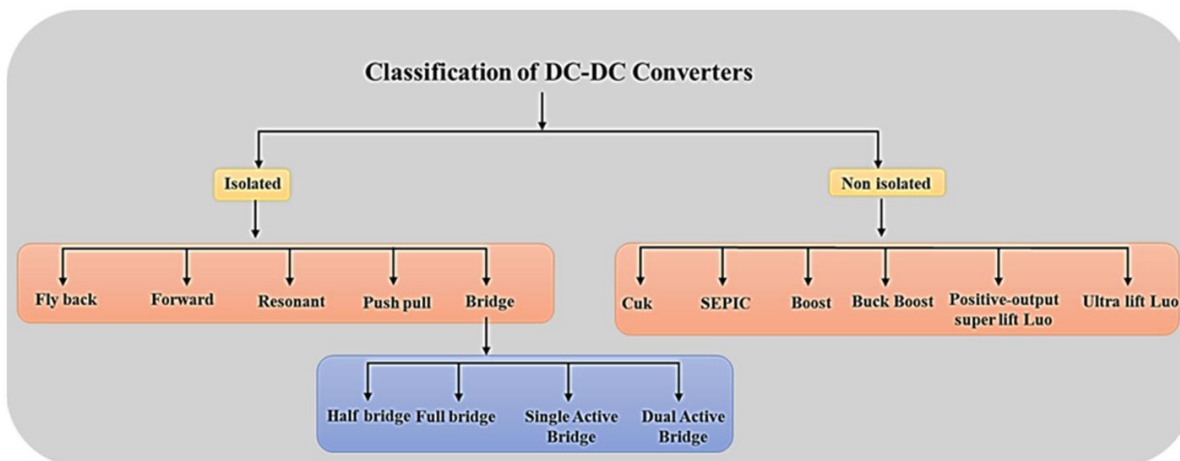 Classification of DC-DC Converters
Isolated
Non isolated
Fly back
Forward
Resonant
Push pull
Bridge
Cuk
SEPIC
Boost
Buck Boost
Positive-output
super lift Luo
Ultra lift Luo
Half bridge
Full bridge
Single Active
Bridge
Dual Active
Bridge